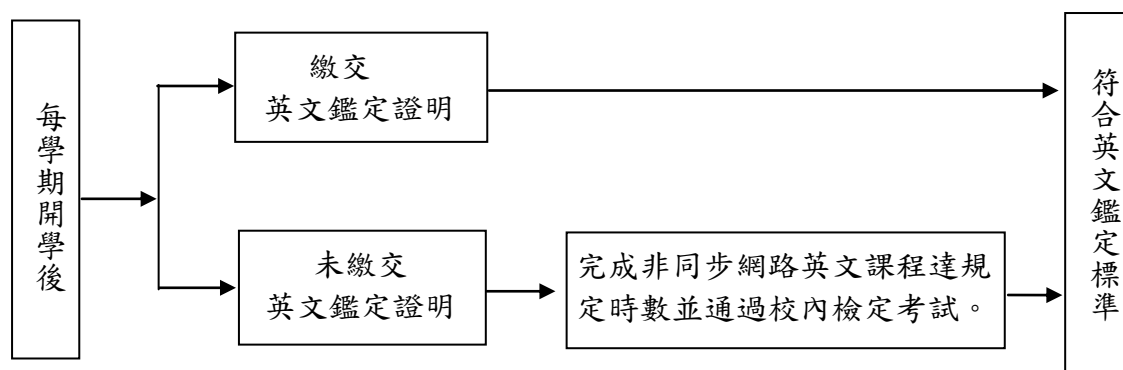 每學期開學後
繳交
英文鑑定證明
未繳交
英文鑑定證明
完成非同步網路英文課程達規
定時數並通過校內檢定考試。
符合英文鑑定標準